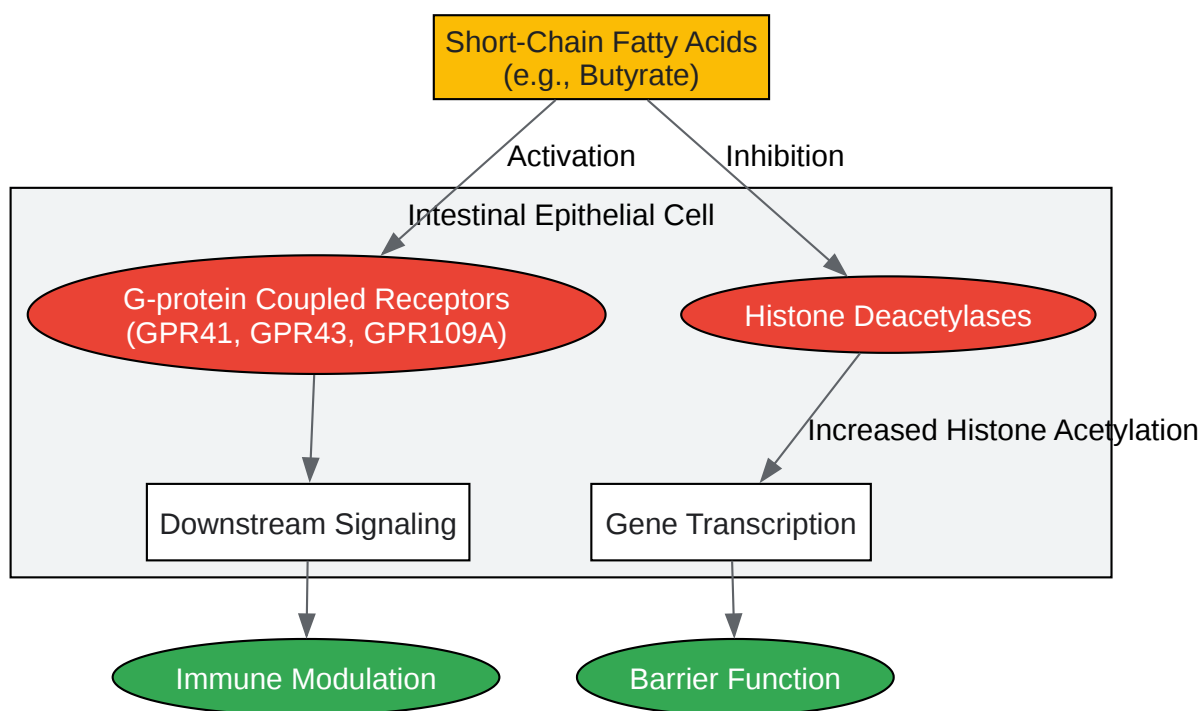 Short-Chain Fatty Acids
(e.g., Butyrate)
Activation
Inhibition
Intestinal Epithelial Cell
G-protein Coupled Receptors
(GPR41, GPR43, GPR109A)
Histone Deacetylases
Increased Histone Acetylation
Downstream Signaling
Gene Transcription
Immune Modulation
Barrier Function